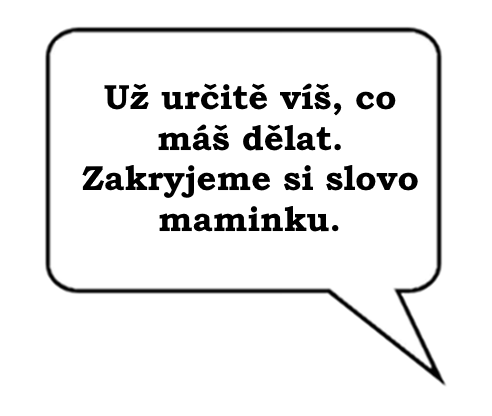 Už určitě víš, co
máš dělat.
Zakryjeme si slovo
maminku.